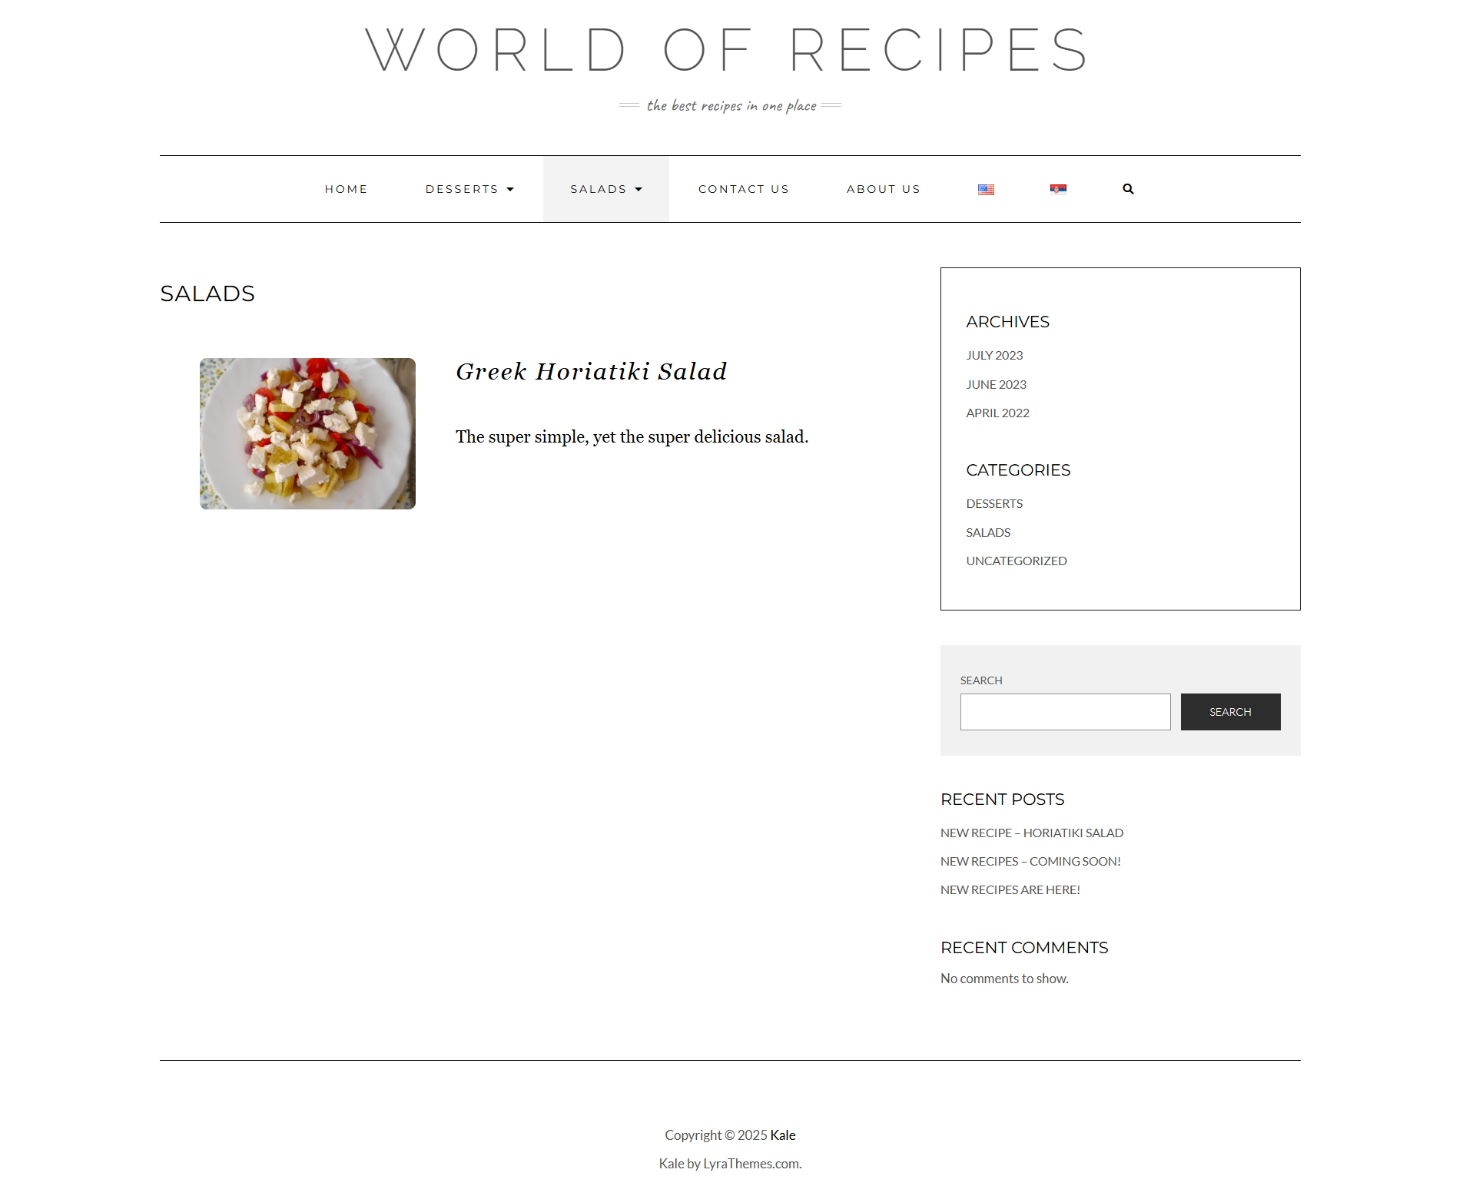 WORLD OF RECIPES
the best recipes in one place
HOME DESSERTS SALADS CONTACT US ABOUT US
SALADS
Greek Horiatiki Salad
The super simple, yet the super delicious salad.
ARCHIVES
JULY 2023
JUNE 2023
APRIL 2022
CATEGORIES
DESSERTS
SALADS
UNCATEGORIZED
SEARCH
SEARCH
RECENT POSTS
NEW RECIPE – HORIATIKI SALAD
NEW RECIPES – COMING SOON!
NEW RECIPES ARE HERE!
RECENT COMMENTS
No comments to show.
Copyright © 2025 Kale
Kale by LyraThemes.com.